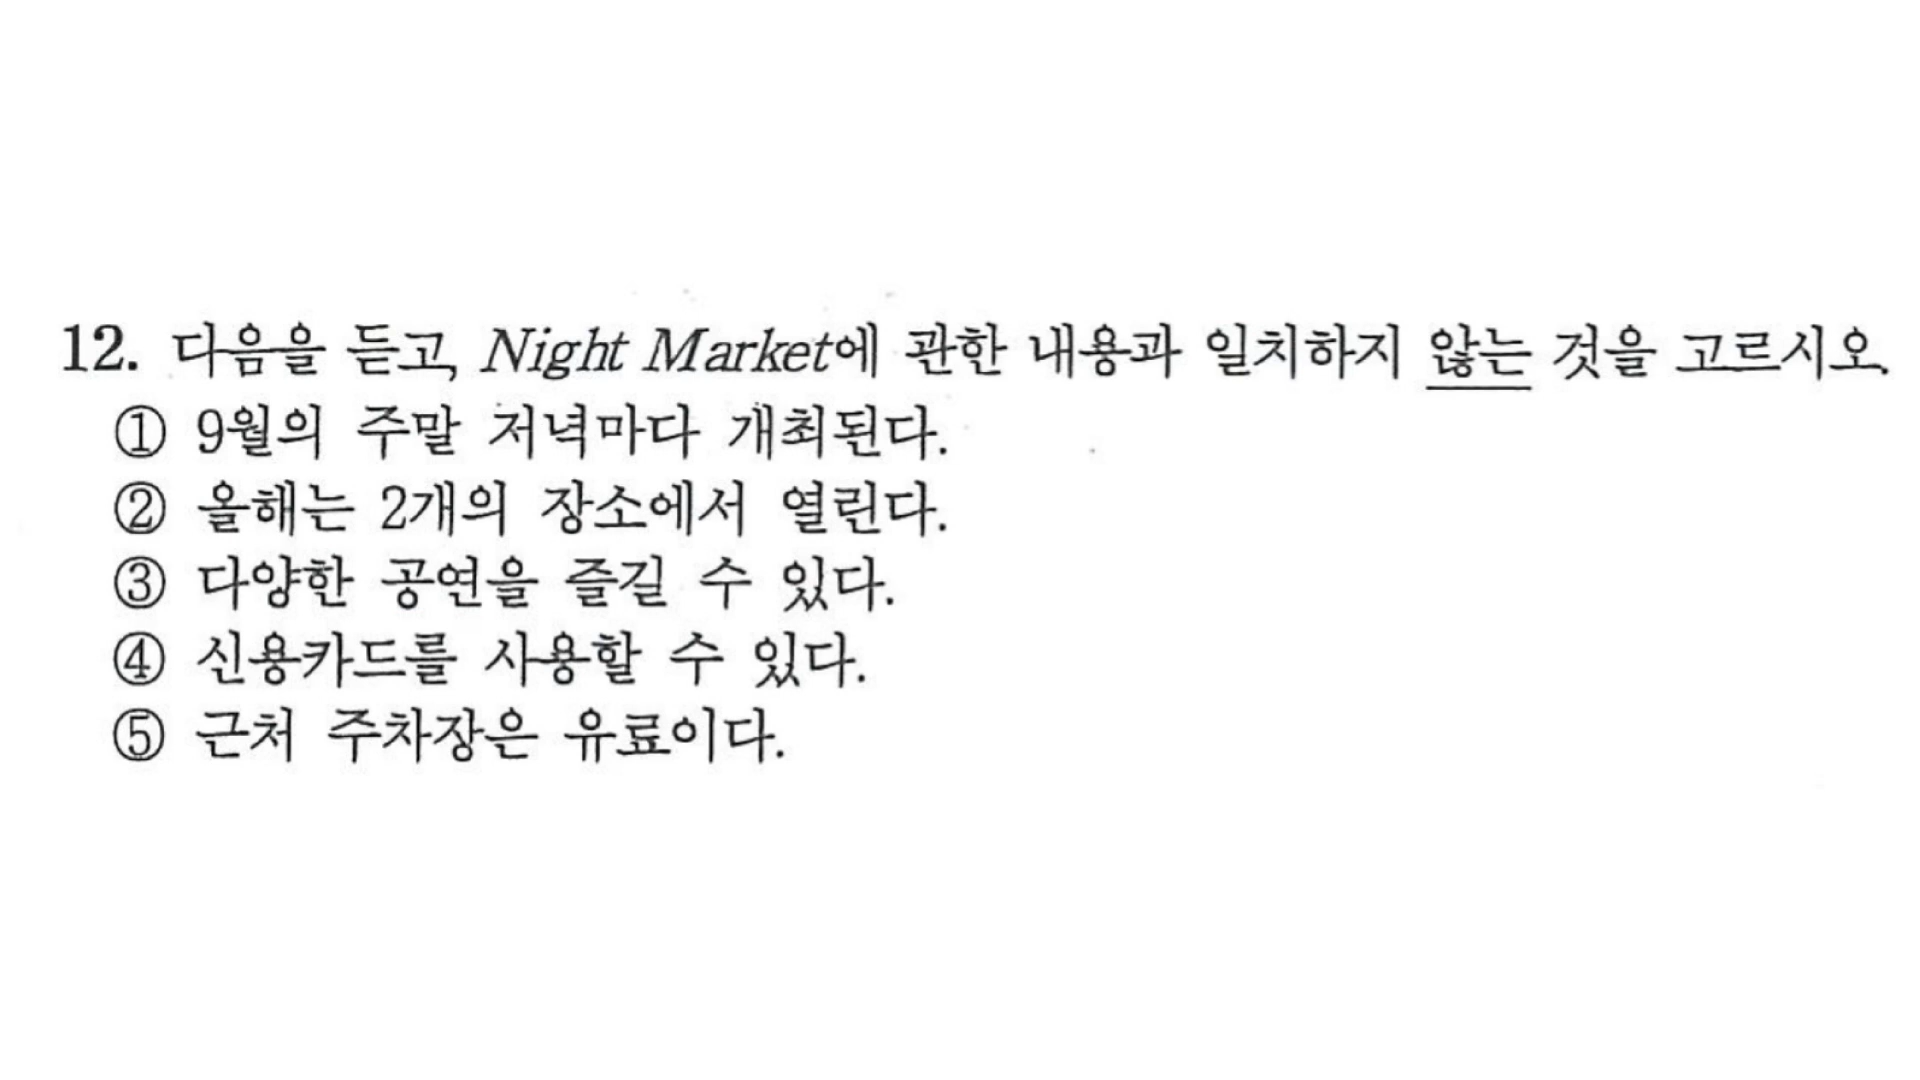 12. 다음을 듣고, Night Market에 관한 내용과 일치하지 않는 것을 고르시오.
① 9월의 주말 저녁마다 개최된다.
② 올해는 2개의 장소에서 열린다.
③ 다양한 공연을 즐길 수 있다.
④ 신용카드를 사용할 수 있다.
⑤ 근처 주차장은 유료이다.